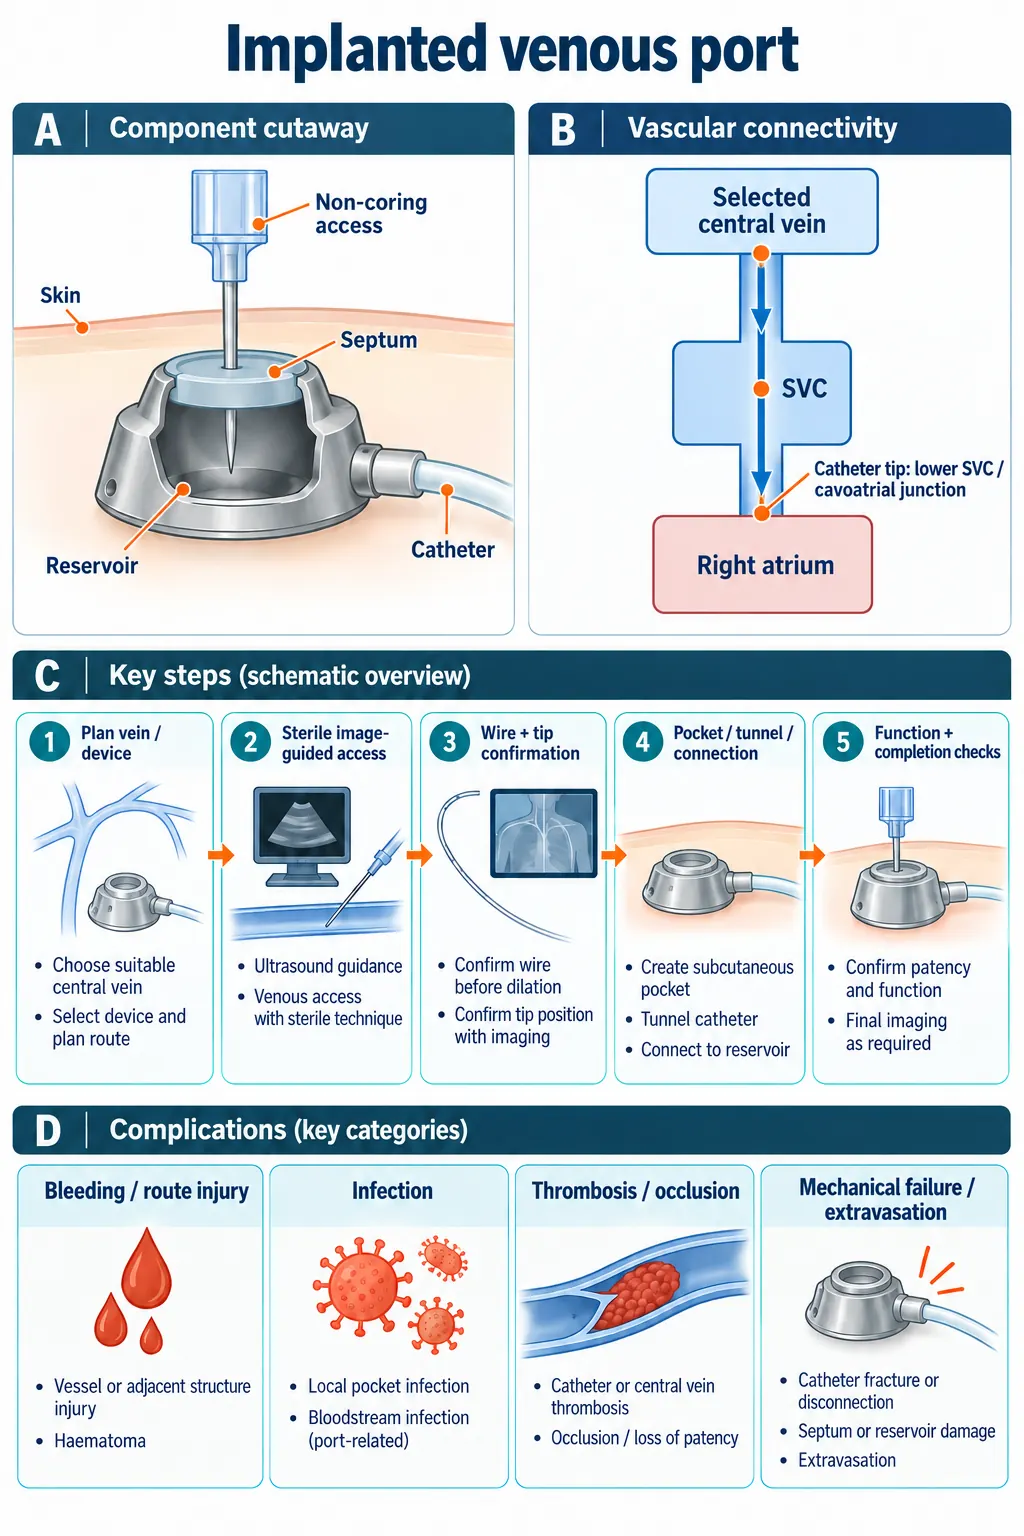 Implanted venous port
A | Component cutaway
Non-coring
access
Skin
Septum
Reservoir
Catheter
B | Vascular connectivity
Selected
central vein
SVC
Catheter tip: lower SVC /
cavoatrial junction
Right atrium
C | Key steps (schematic overview)
1 Plan vein /
device
• Choose suitable
central vein
• Select device and
plan route
2 Sterile image-
guided access
• Ultrasound guidance
• Venous access
with sterile technique
3 Wire + tip
confirmation
• Confirm wire
before dilation
• Confirm tip position
with imaging
4 Pocket / tunnel /
connection
• Create subcutaneous
pocket
• Tunnel catheter
• Connect to reservoir
5 Function +
completion checks
• Confirm patency
and function
• Final imaging
as required
D | Complications (key categories)
Bleeding / route injury
• Vessel or adjacent structure
injury
• Haematoma
Infection
• Local pocket infection
• Bloodstream infection
(port-related)
Thrombosis / occlusion
• Catheter or central vein
thrombosis
• Occlusion / loss of patency
Mechanical failure /
extravasation
• Catheter fracture or
disconnection
• Septum or reservoir damage
• Extravasation